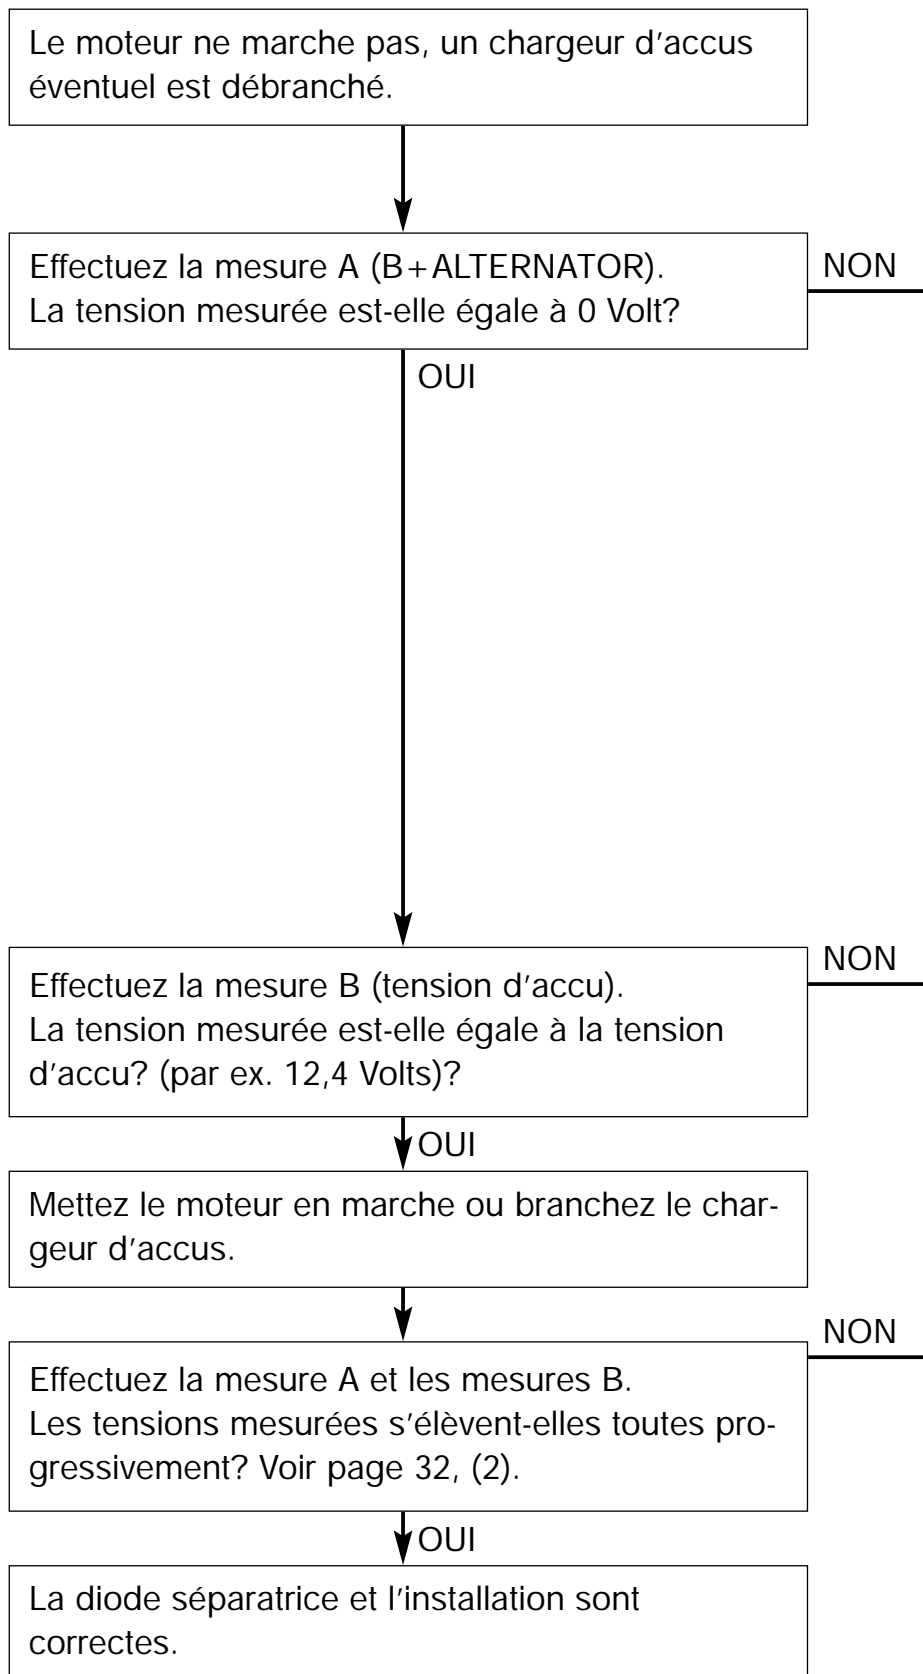 Le moteur ne marche pas, un chargeur d'accus
éventuel est débranché.
Effectuez la mesure A (B+ALTERNATOR).
La tension mesurée est-elle égale à 0 Volt?
NON
OUI
Effectuez la mesure B (tension d'accu).
La tension mesurée est-elle égale à la tension
d'accu? (par ex. 12,4 Volts)?
NON
OUI
Mettez le moteur en marche ou branchez le char-
geur d'accus.
Effectuez la mesure A et les mesures B.
Les tensions mesurées s'élèvent-elles toutes pro-
gressivement? Voir page 32, (2).
NON
OUI
La diode séparatrice et l'installation sont
correctes.